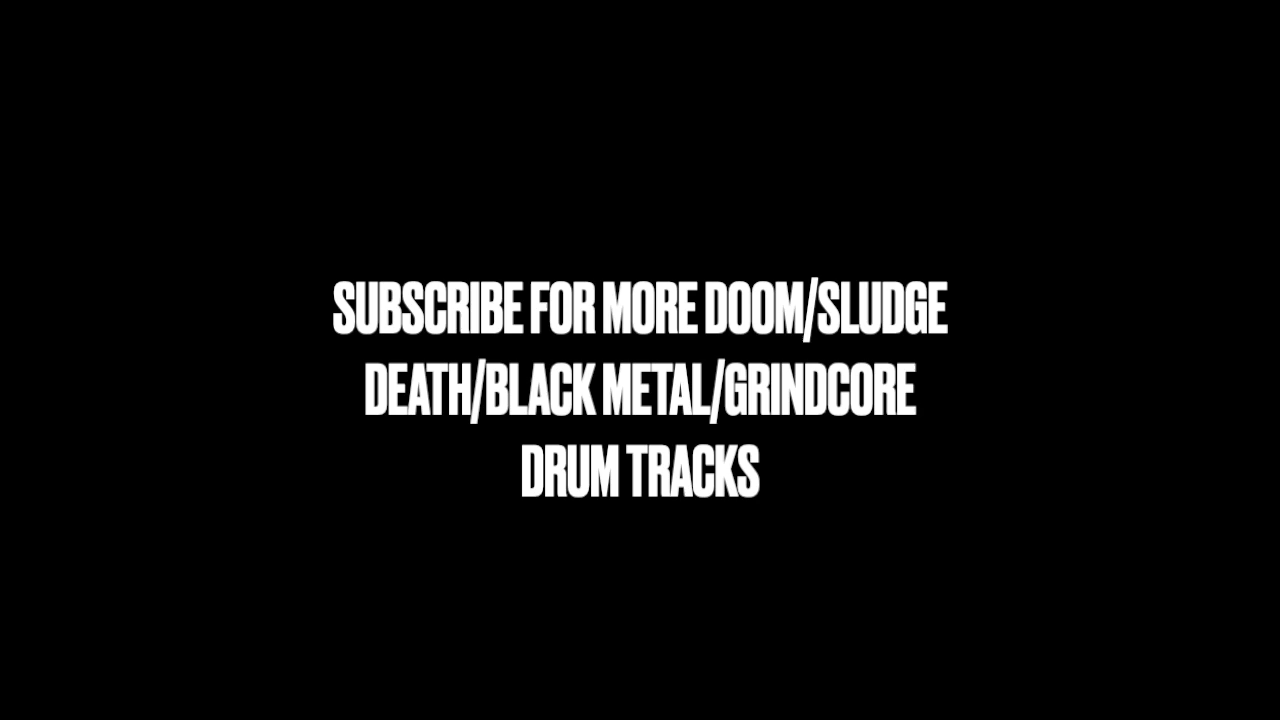 SUBSCRIBE FOR MORE DOOM/SLUDGE
DEATH/BLACK METAL/GRINDCORE
DRUM TRACKS